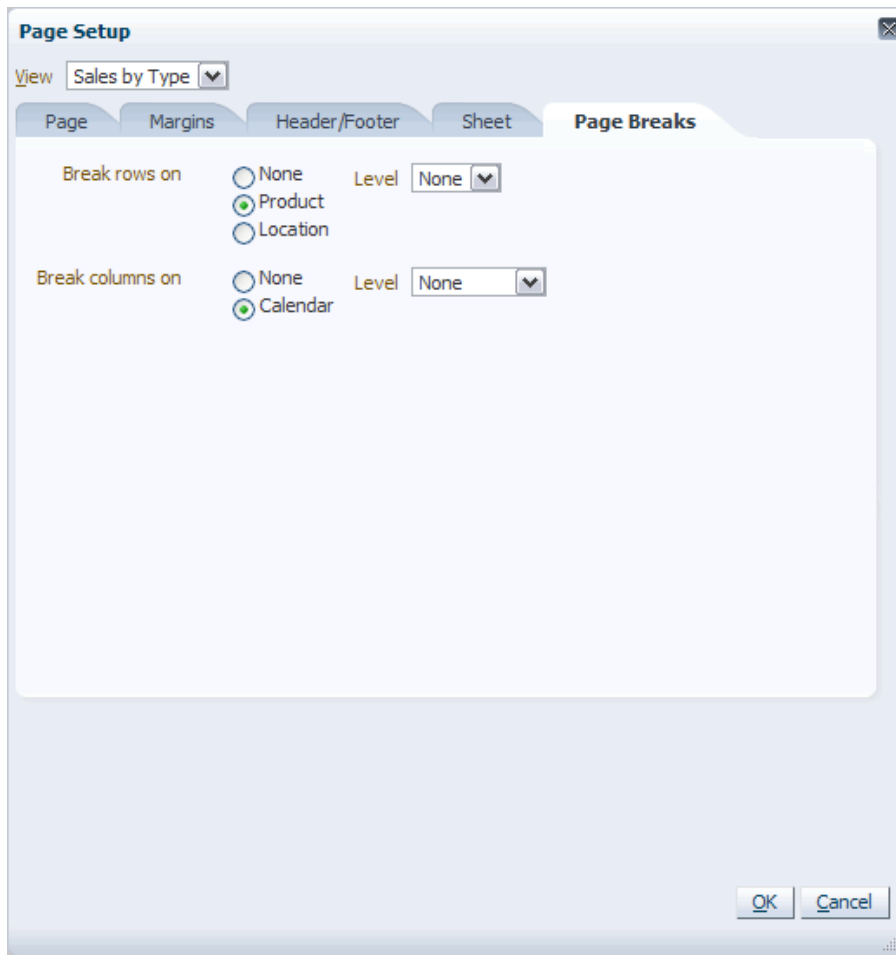 Page Setup
View Sales by Type
Page Margins Header/Footer Sheet Page Breaks
Break rows on None Level None
Product
Location
Break columns on None Level None
Calendar
OK Cancel